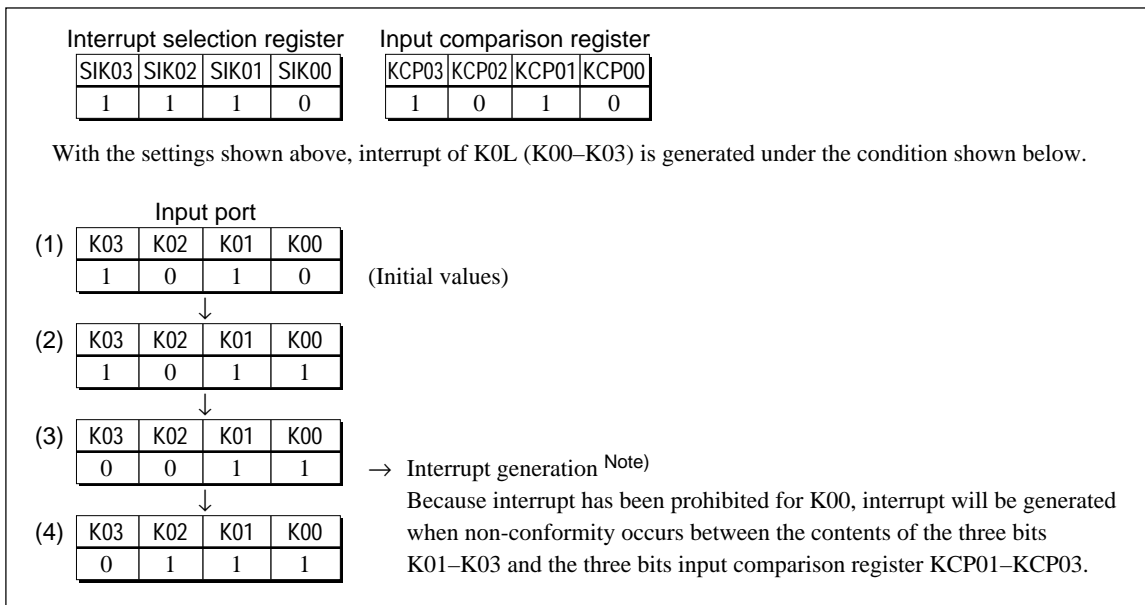 Interrupt selection register Input comparison register
SIK03 SIK02 SIK01 SIK00 KCP03 KCP02 KCP01 KCP00
1 1 1 0 1 0 1 0
With the settings shown above, interrupt of K0L (K00–K03) is generated under the condition shown below.
Input port
(1) K03 K02 K01 K00
1 0 1 0 (Initial values)
↓
(2) K03 K02 K01 K00
1 0 1 1
↓
(3) K03 K02 K01 K00
0 0 1 1 → Interrupt generation Note)
↓ Because interrupt has been prohibited for K00, interrupt will be generated
(4) K03 K02 K01 K00 when non-conformity occurs between the contents of the three bits
0 1 1 1 K01–K03 and the three bits input comparison register KCP01–KCP03.